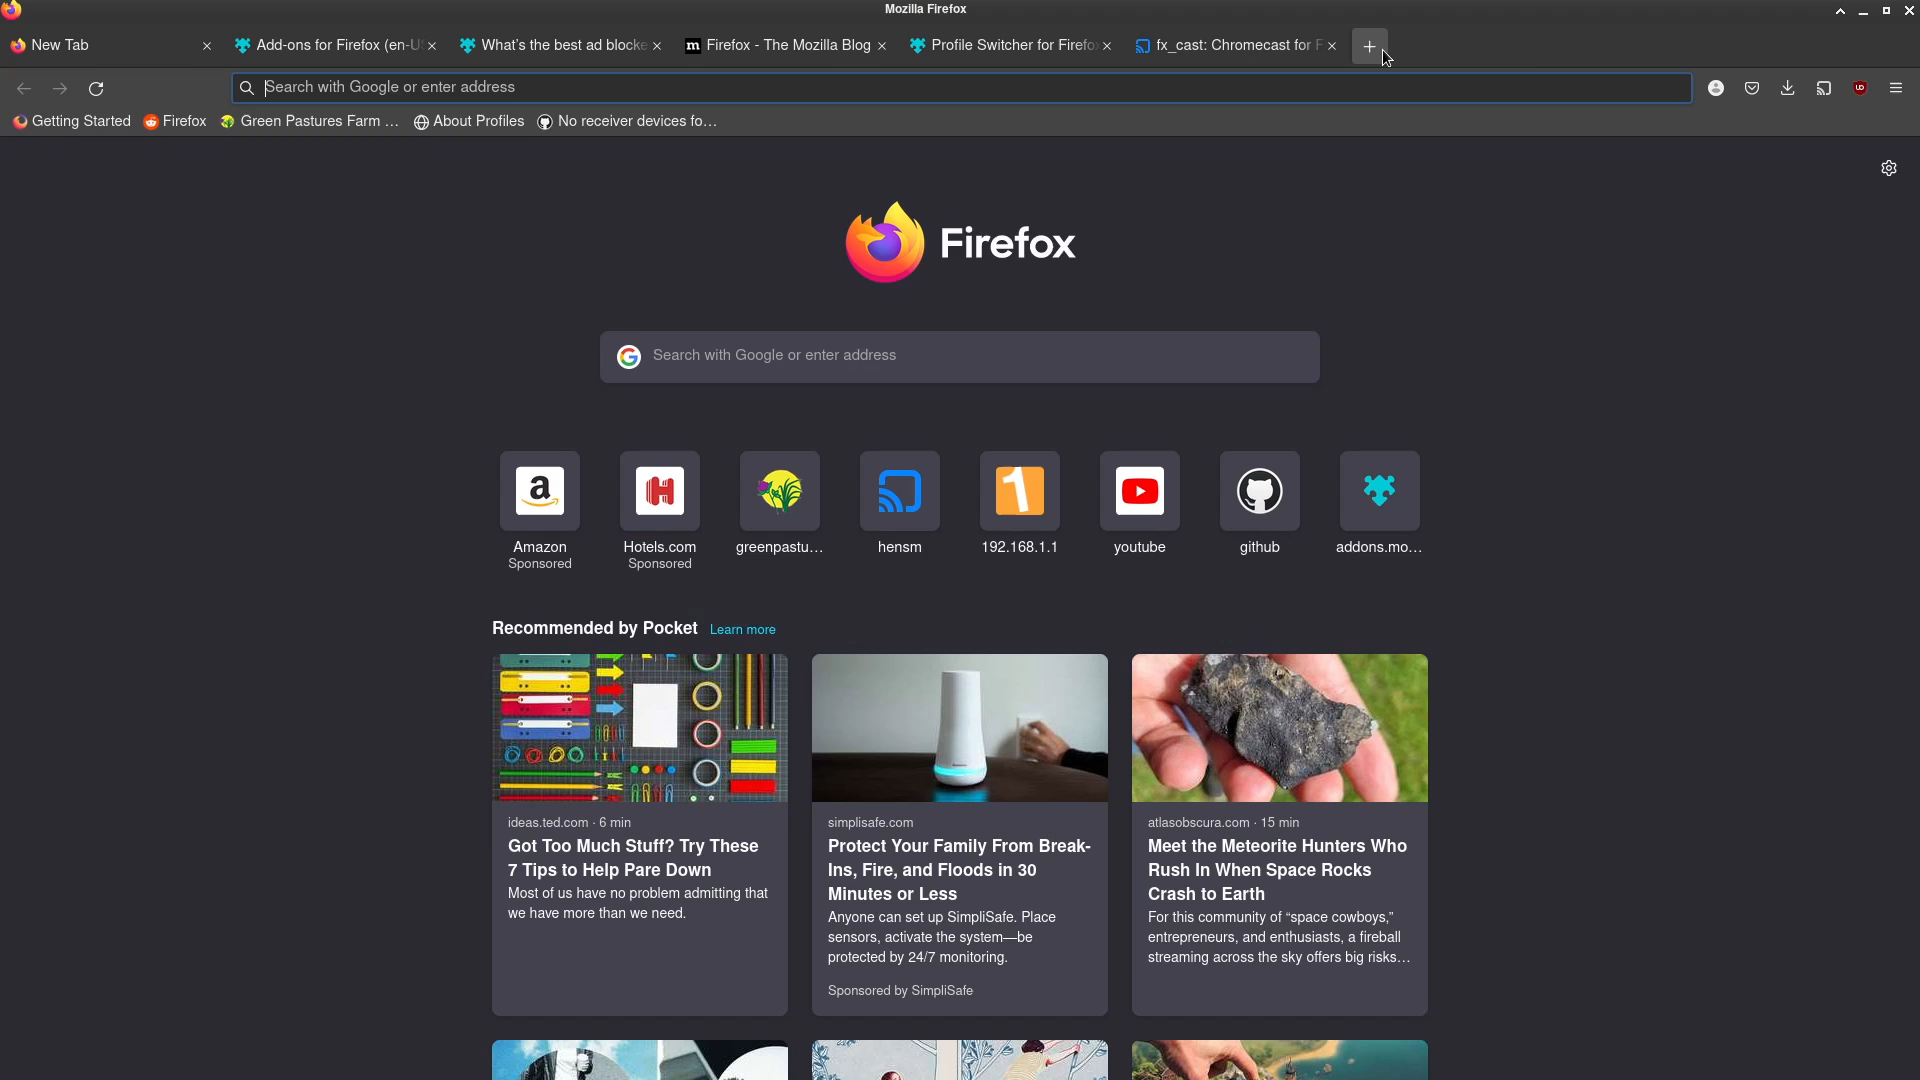 Mozilla Firefox
New Tab
Add-ons for Firefox (en-U
What's the best ad blocke
m Firefox - The Mozilla Blog
Profile Switcher for Firefo
fx_cast: Chromecast for F
Search with Google or enter address
Getting Started
Firefox
Green Pastures Farm ...
About Profiles
No receiver devices fo...
Firefox
Search with Google or enter address
Amazon
Sponsored
Hotels.com
Sponsored
greenpastu...
hensm
192.168.1.1
youtube
github
addons.mo...
Recommended by Pocket Learn more
ideas.ted.com · 6 min
Got Too Much Stuff? Try These
7 Tips to Help Pare Down
Most of us have no problem admitting that
we have more than we need.
simplisafe.com
Protect Your Family From Break-
Ins, Fire, and Floods in 30
Minutes or Less
Anyone can set up SimpliSafe. Place
sensors, activate the system—be
protected by 24/7 monitoring.
Sponsored by SimpliSafe
atlasobscura.com · 15 min
Meet the Meteorite Hunters Who
Rush In When Space Rocks
Crash to Earth
For this community of “space cowboys,”
entrepreneurs, and enthusiasts, a fireball
streaming across the sky offers big risks...